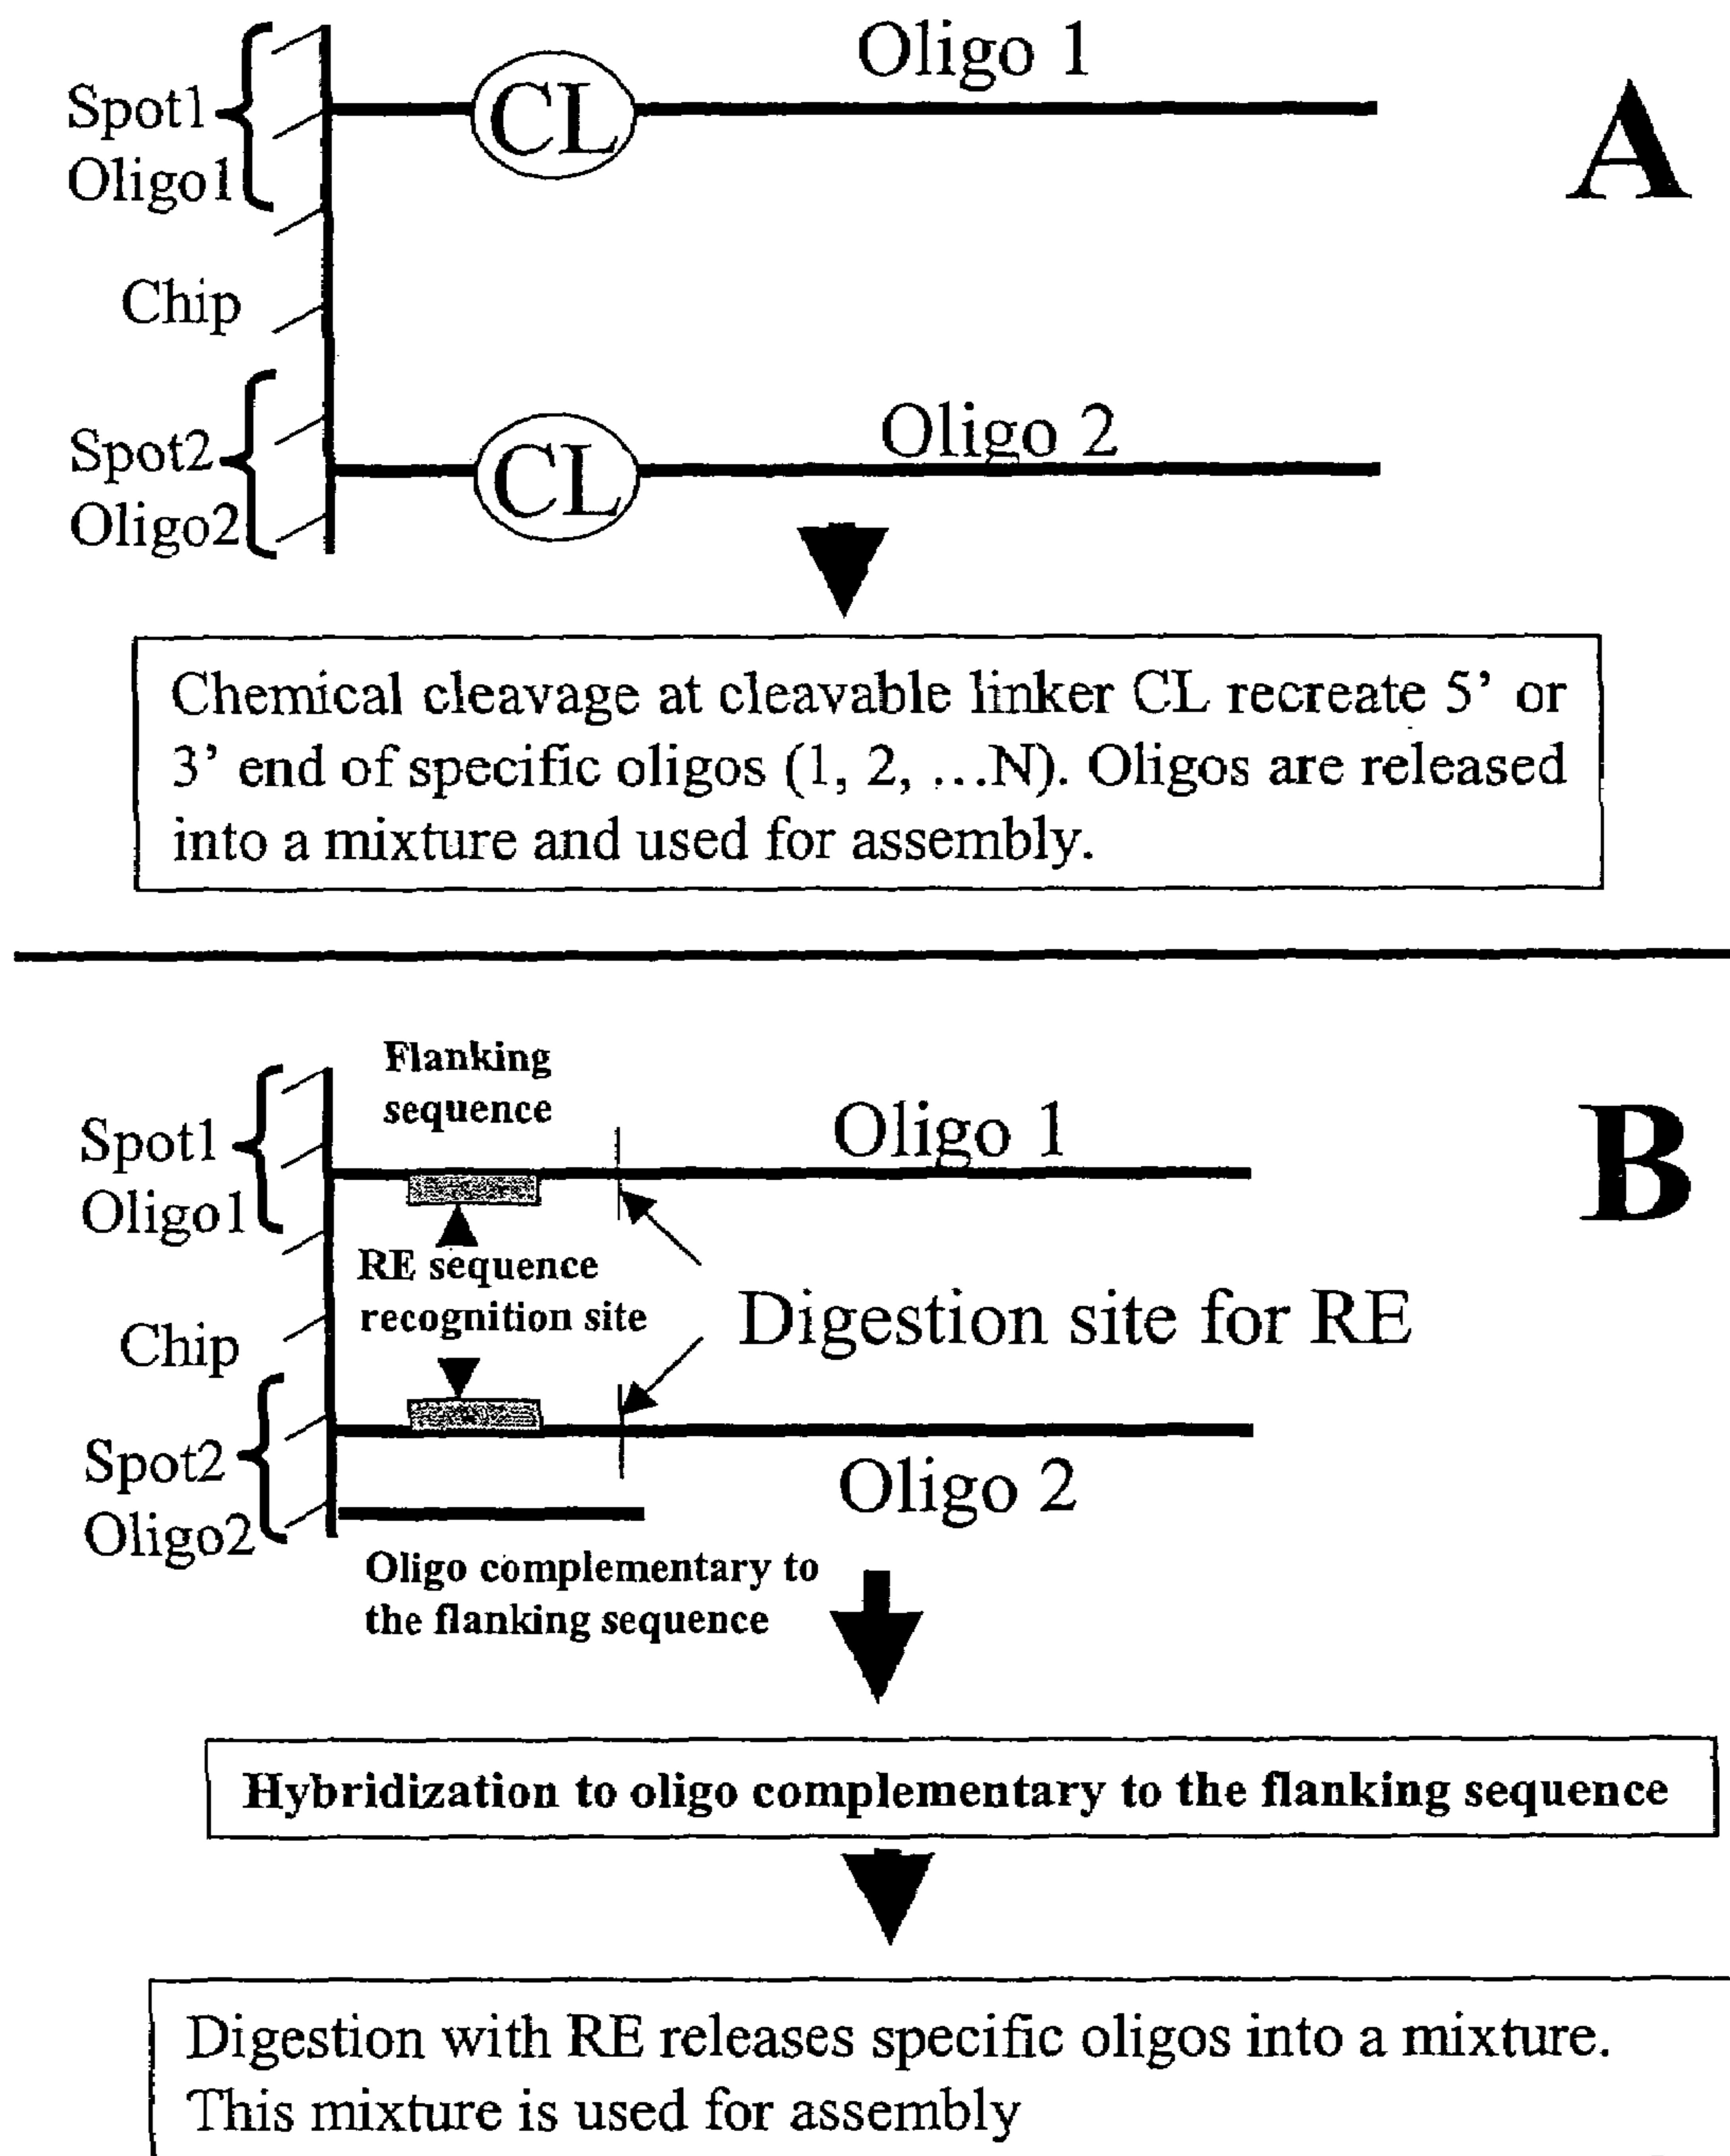 Oligo 1
Spot1
Oligo1
CL
A
Chip
Oligo 2
Spot2
Oligo2
CL
Chemical cleavage at cleavable linker CL recreate 5’ or
3’ end of specific oligos (1, 2, …N). Oligos are released
into a mixture and used for assembly.
Flanking
sequence
Oligo 1
B
Spot1
Oligo1
RE sequence
recognition site
Digestion site for RE
Chip
Spot2
Oligo2
Oligo 2
Oligo complementary to
the flanking sequence
Hybridization to oligo complementary to the flanking sequence
Digestion with RE releases specific oligos into a mixture.
This mixture is used for assembly